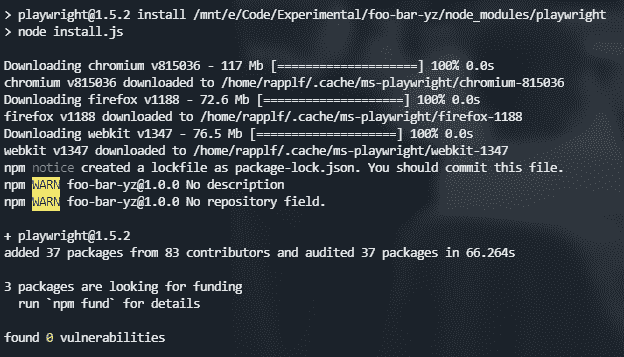 > playwright@1.5.2 install /mnt/e/Code/Experimental/foo-bar-yz/node_modules/playwright
> node install.js
Downloading chromium v815036 - 117 Mb [====================] 100% 0.0s
chromium v815036 downloaded to /home/rapplf/.cache/ms-playwright/chromium-815036
Downloading firefox v1188 - 72.6 Mb [====================] 100% 0.0s
firefox v1188 downloaded to /home/rapplf/.cache/ms-playwright/firefox-1188
Downloading webkit v1347 - 76.5 Mb [====================] 100% 0.0s
webkit v1347 downloaded to /home/rapplf/.cache/ms-playwright/webkit-1347
npm notice created a lockfile as package-lock.json. You should commit this file.
npm WARN foo-bar-yz@1.0.0 No description
npm WARN foo-bar-yz@1.0.0 No repository field.
+ playwright@1.5.2
added 37 packages from 83 contributors and audited 37 packages in 66.264s
3 packages are looking for funding
run `npm fund` for details
found 0 vulnerabilities